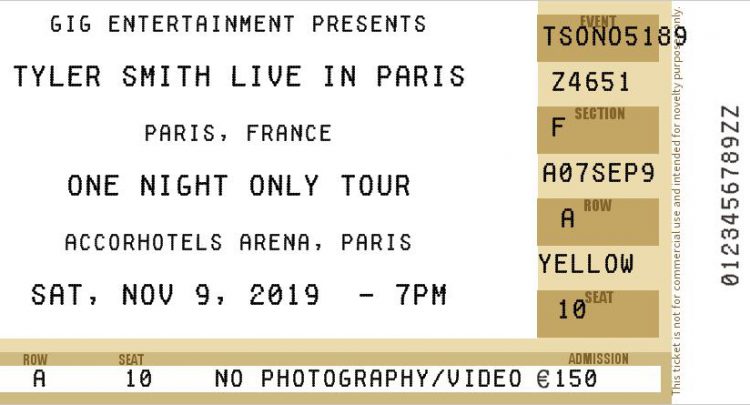 GIG ENTERTAINMENT PRESENTS
TYLER SMITH LIVE IN PARIS
PARIS, FRANCE
ONE NIGHT ONLY TOUR
ACCORHOTELS ARENA, PARIS
SAT, NOV 9, 2019 - 7PM
EVENT
TSONO5189
Z4651
SECTION
F
A07SEP9
ROW
A
YELLOW
SEAT
10
ROW SEAT ADMISSION
A 10 NO PHOTOGRAPHY/VIDEO €150
This ticket is not for commercial use and intended for novelty purposes only.
0123456789ZZ